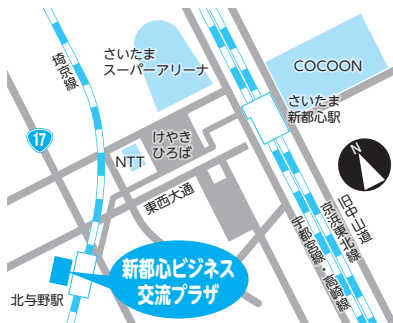 埼京線
さいたま
スーパーアリーナ
COCOON
さいたま
新都心駅
17
けやき
ひろば
NTT
N
東西大通
旧中山道
京浜東北線
宇都宮線・高崎線
新都心ビジネス
交流プラザ
北与野駅